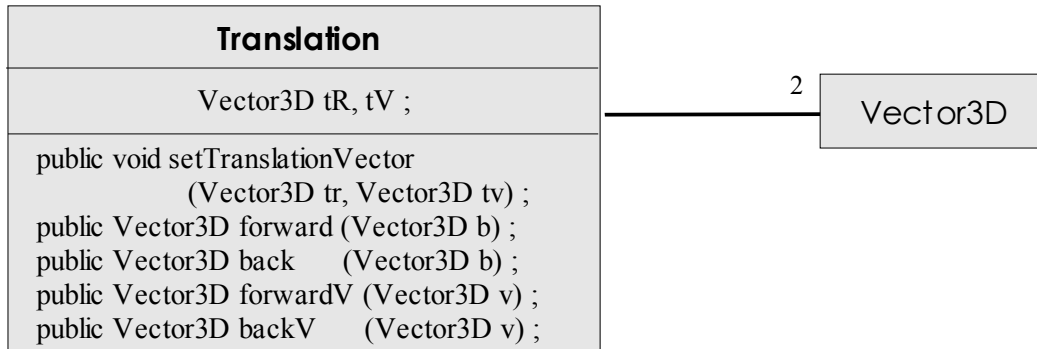 Translation
Vector3D tR, tV ;
2
Vector3D
public void setTranslationVector
(Vector3D tr, Vector3D tv) ;
public Vector3D forward (Vector3D b) ;
public Vector3D back (Vector3D b) ;
public Vector3D forwardV (Vector3D v) ;
public Vector3D backV (Vector3D v) ;